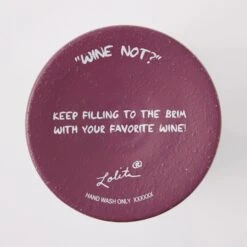 "WINE NOT?"
KEEP FILLING TO THE BRIM
WITH YOUR FAVORITE WINE!
Lolita®
HAND WASH ONLY XXXXXX